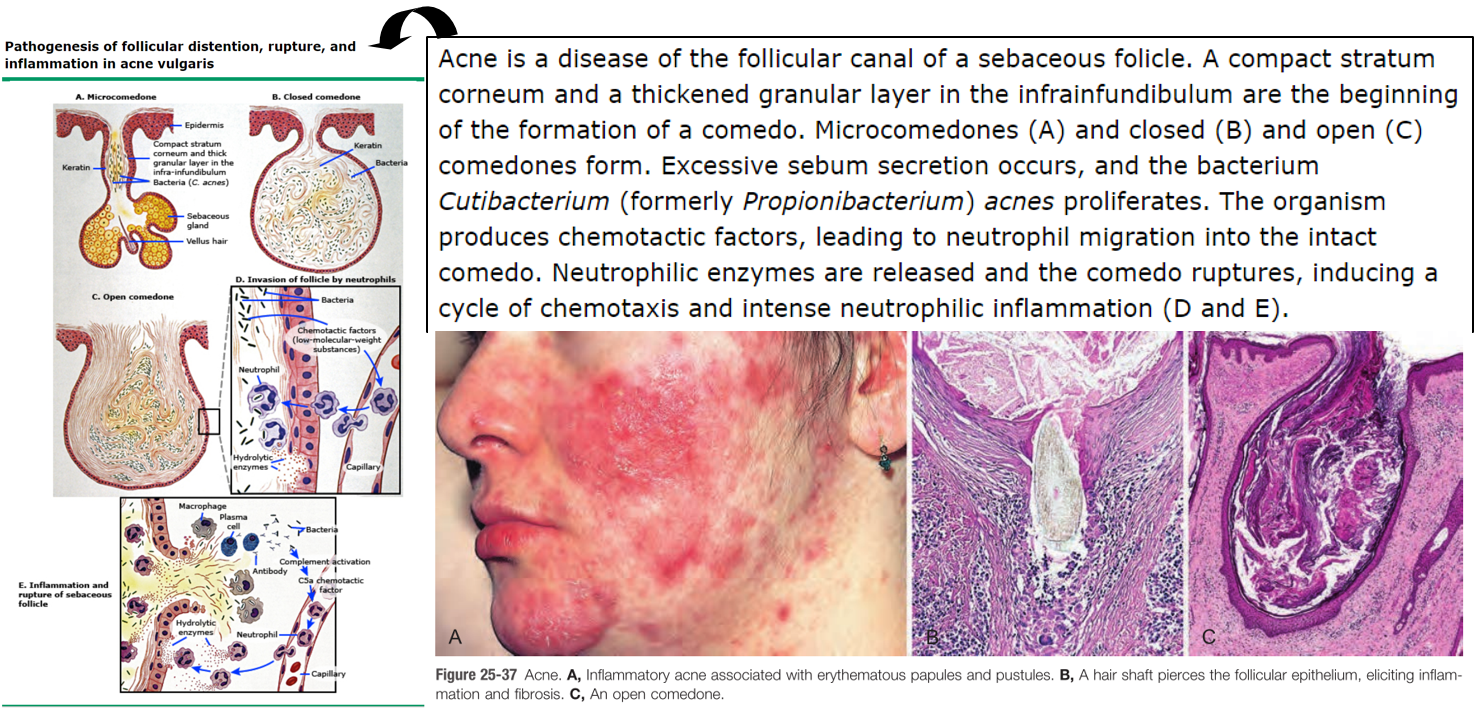 Pathogenesis of follicular distention, rupture, and
inflammation in acne vulgaris
A. Microcomedone
Epidermis
Compact stratum
corneum and thick
granular layer in the
infra-infundibulum
Keratin
Bacteria (C. acnes)
Sebaceous
gland
Vellus hair
B. Closed comedone
Keratin
Bacteria
C. Open comedone
D. Invasion of follicle by neutrophils
Bacteria
Chemotactic factors
(low-molecular-weight
substances)
Neutrophil
Hydrolytic
enzymes
Capillary
E. Inflammation and
rupture of sebaceous
follicle
Macrophage
Plasma
cell
Bacteria
Complement activation
Antibody
C5a chemotactic
factor
Hydrolytic
enzymes
Neutrophil
Capillary
Acne is a disease of the follicular canal of a sebaceous folicle. A compact stratum
corneum and a thickened granular layer in the infrainfundibulum are the beginning
of the formation of a comedo. Microcomedones (A) and closed (B) and open (C)
comedones form. Excessive sebum secretion occurs, and the bacterium
Cutibacterium (formerly Propionibacterium) acnes proliferates. The organism
produces chemotactic factors, leading to neutrophil migration into the intact
comedo. Neutrophilic enzymes are released and the comedo ruptures, inducing a
cycle of chemotaxis and intense neutrophilic inflammation (D and E).
A
B
C
Figure 25-37 Acne. A, Inflammatory acne associated with erythematous papules and pustules. B, A hair shaft pierces the follicular epithelium, eliciting inflam-
mation and fibrosis. C, An open comedone.